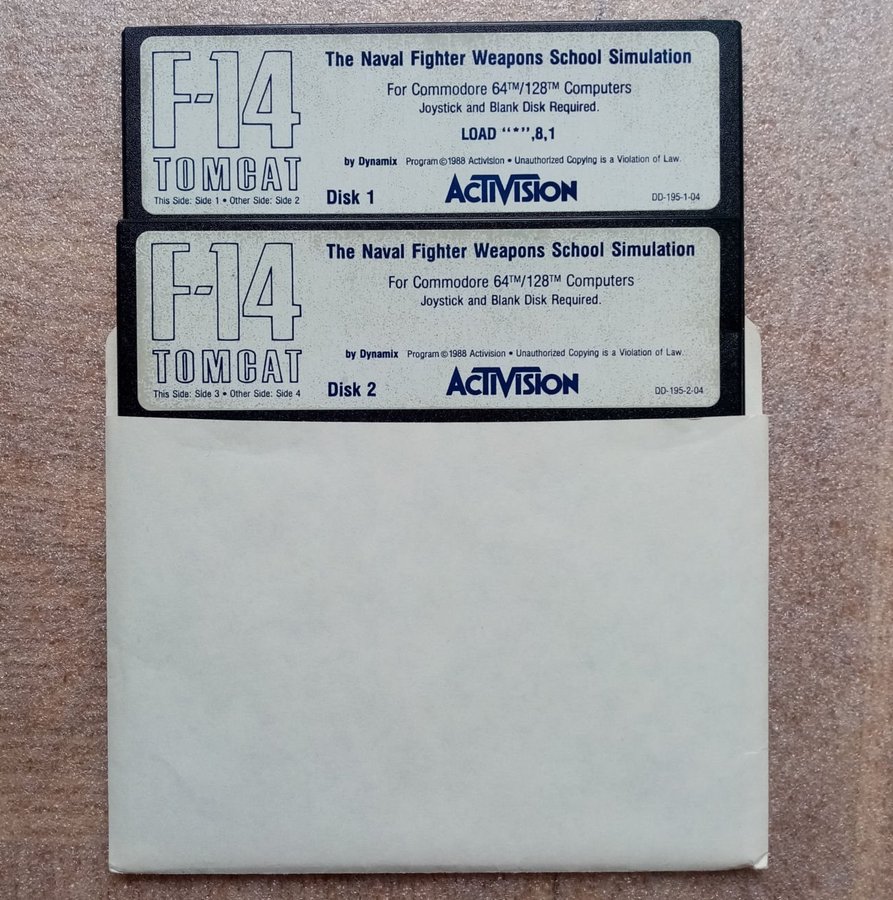 F-14
TOMCAT
This Side: Side 1 • Other Side: Side 2
The Naval Fighter Weapons School Simulation
For Commodore 64™/128™ Computers
Joystick and Blank Disk Required.
LOAD “*”,8,1
by Dynamix Program ©1988 Activision • Unauthorized Copying is a Violation of Law.
Disk 1 ACTIVISION DD-195-1-04
F-14
TOMCAT
This Side: Side 3 • Other Side: Side 4
The Naval Fighter Weapons School Simulation
For Commodore 64™/128™ Computers
Joystick and Blank Disk Required.
by Dynamix Program ©1988 Activision • Unauthorized Copying is a Violation of Law.
Disk 2 ACTIVISION DD-195-2-04